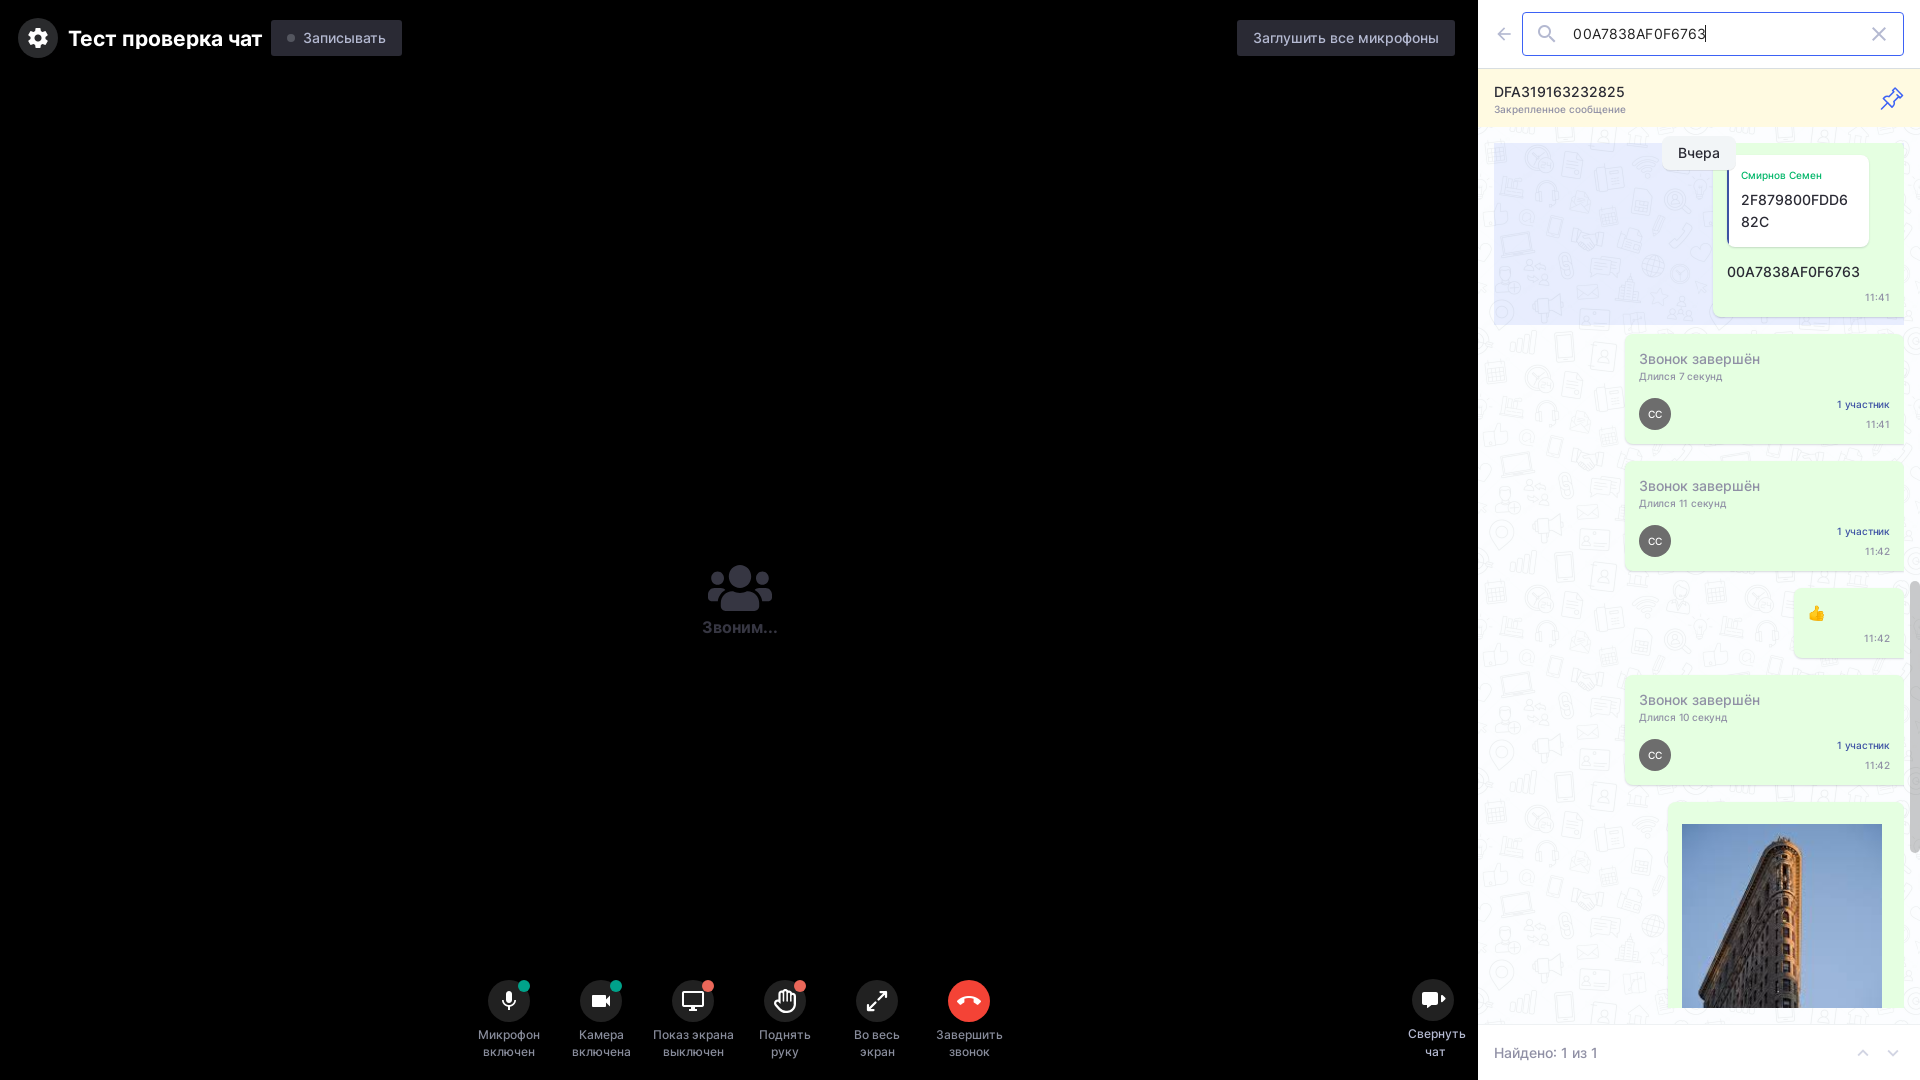 Тест проверка чат
Записывать
Заглушить все микрофоны
00A7838AF0F6763
DFA319163232825
Закрепленное сообщение
Вчера
Смирнов Семен
2F879800FDD6
82C
00A7838AF0F6763
11:41
Звонок завершён
Длился 7 секунд
СС
1 участник
11:41
Звонок завершён
Длился 11 секунд
СС
1 участник
11:42
👍
11:42
Звонок завершён
Длился 10 секунд
СС
1 участник
11:42
Звоним...
Микрофон
включен
Камера
включена
Показ экрана
выключен
Поднять
руку
Во весь
экран
Завершить
звонок
Свернуть
чат
Найдено: 1 из 1